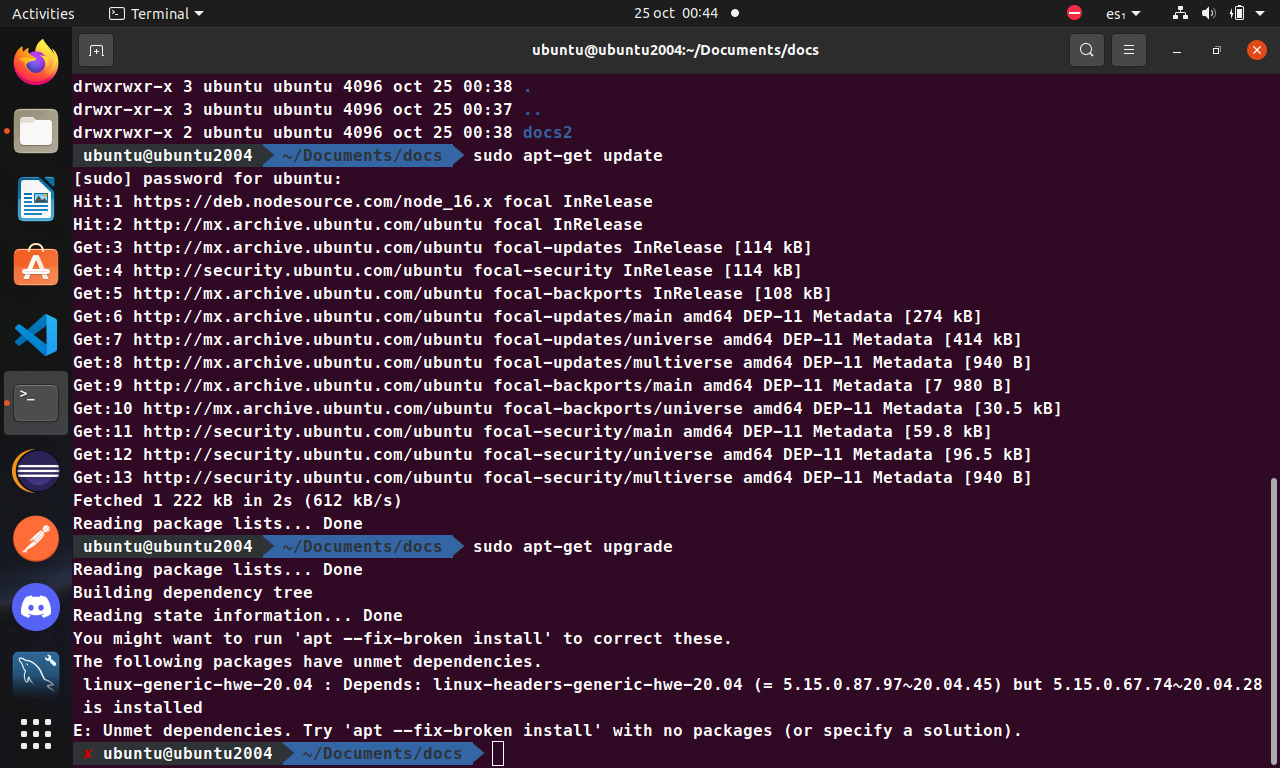 Activities
Terminal
25 oct 00:44
es₁
ubuntu@ubuntu2004:~/Documents/docs
drwxrwxr-x 3 ubuntu ubuntu 4096 oct 25 00:38 .
drwxr-xr-x 3 ubuntu ubuntu 4096 oct 25 00:37 ..
drwxrwxr-x 2 ubuntu ubuntu 4096 oct 25 00:38 docs2
ubuntu@ubuntu2004 ~/Documents/docs sudo apt-get update
[sudo] password for ubuntu:
Hit:1 https://deb.nodesource.com/node_16.x focal InRelease
Hit:2 http://mx.archive.ubuntu.com/ubuntu focal InRelease
Get:3 http://mx.archive.ubuntu.com/ubuntu focal-updates InRelease [114 kB]
Get:4 http://security.ubuntu.com/ubuntu focal-security InRelease [114 kB]
Get:5 http://mx.archive.ubuntu.com/ubuntu focal-backports InRelease [108 kB]
Get:6 http://mx.archive.ubuntu.com/ubuntu focal-updates/main amd64 DEP-11 Metadata [274 kB]
Get:7 http://mx.archive.ubuntu.com/ubuntu focal-updates/universe amd64 DEP-11 Metadata [414 kB]
Get:8 http://mx.archive.ubuntu.com/ubuntu focal-updates/multiverse amd64 DEP-11 Metadata [940 B]
Get:9 http://mx.archive.ubuntu.com/ubuntu focal-backports/main amd64 DEP-11 Metadata [7 980 B]
Get:10 http://mx.archive.ubuntu.com/ubuntu focal-backports/universe amd64 DEP-11 Metadata [30.5 kB]
Get:11 http://security.ubuntu.com/ubuntu focal-security/main amd64 DEP-11 Metadata [59.8 kB]
Get:12 http://security.ubuntu.com/ubuntu focal-security/universe amd64 DEP-11 Metadata [96.5 kB]
Get:13 http://security.ubuntu.com/ubuntu focal-security/multiverse amd64 DEP-11 Metadata [940 B]
Fetched 1 222 kB in 2s (612 kB/s)
Reading package lists... Done
ubuntu@ubuntu2004 ~/Documents/docs sudo apt-get upgrade
Reading package lists... Done
Building dependency tree
Reading state information... Done
You might want to run 'apt --fix-broken install' to correct these.
The following packages have unmet dependencies.
linux-generic-hwe-20.04 : Depends: linux-headers-generic-hwe-20.04 (= 5.15.0.87.97~20.04.45) but 5.15.0.67.74~20.04.28
is installed
E: Unmet dependencies. Try 'apt --fix-broken install' with no packages (or specify a solution).
✘ ubuntu@ubuntu2004 ~/Documents/docs